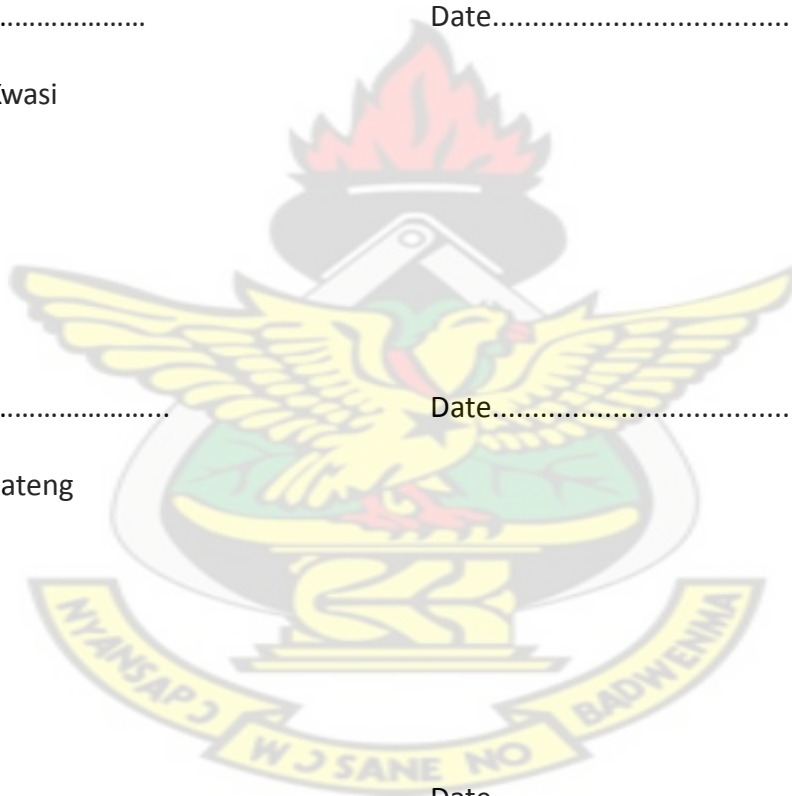 ………………… Date……………………………
Kwasi
…………………… Date……………………………
ateng
NYANSAPƆ WƆSANE NO BADWENMA
Date